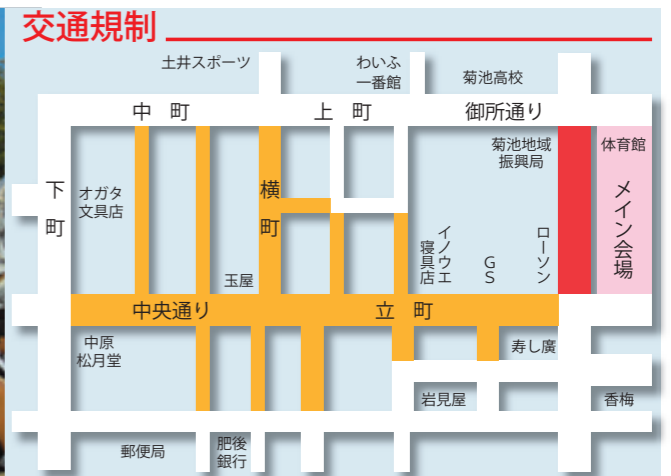 交通規制
土井スポーツ
わいふ
一番館
菊池高校
中町
上町
御所通り
菊池地域
振興局
体育館
下町
オガタ
文具店
横町
メイン会場
イノウエ
寝具店
GS
ローソン
玉屋
中央通り
立町
中原
松月堂
寿し廣
岩見屋
香梅
郵便局
肥後
銀行